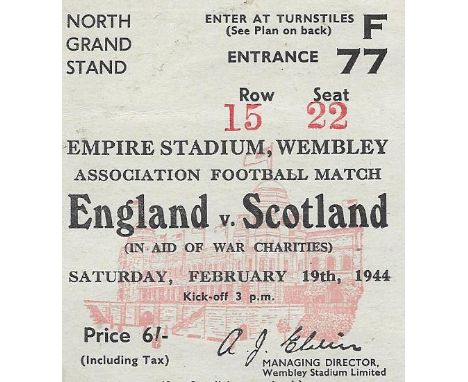 NORTH
GRAND
STAND
ENTER AT TURNSTILES F
(See Plan on back)
ENTRANCE 77
Row Seat
15 22
EMPIRE STADIUM, WEMBLEY
ASSOCIATION FOOTBALL MATCH
England v. Scotland
(IN AID OF WAR CHARITIES)
SATURDAY, FEBRUARY 19th, 1944
Kick-off 3 p.m.
Price 6/-
(Including Tax)
A. J. Elvin
MANAGING DIRECTOR,
Wembley Stadium Limited